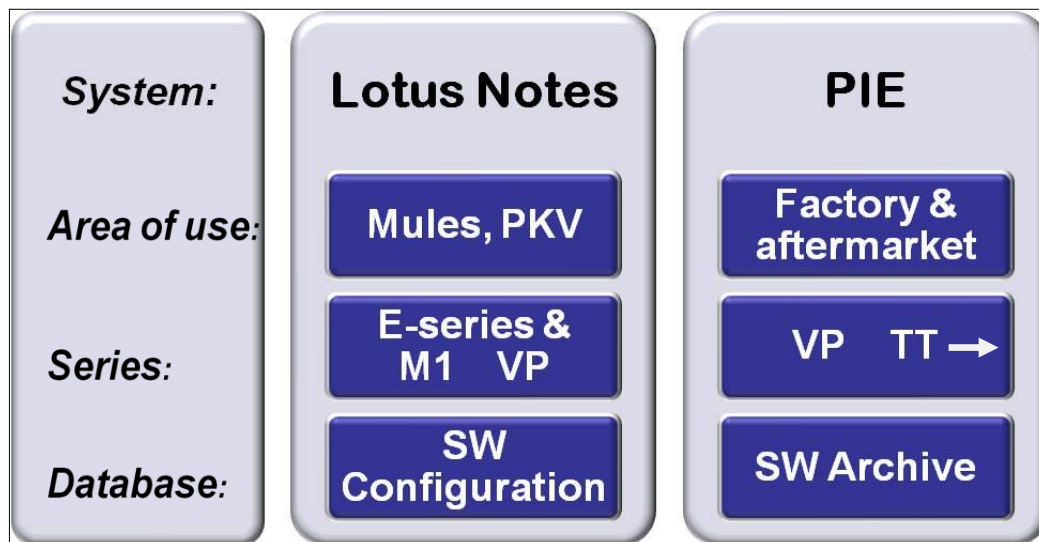 System:
Lotus Notes
PIE
Area of use:
Mules, PKV
Factory &
aftermarket
Series:
E-series &
M1 VP
VP TT
Database:
SW
Configuration
SW Archive